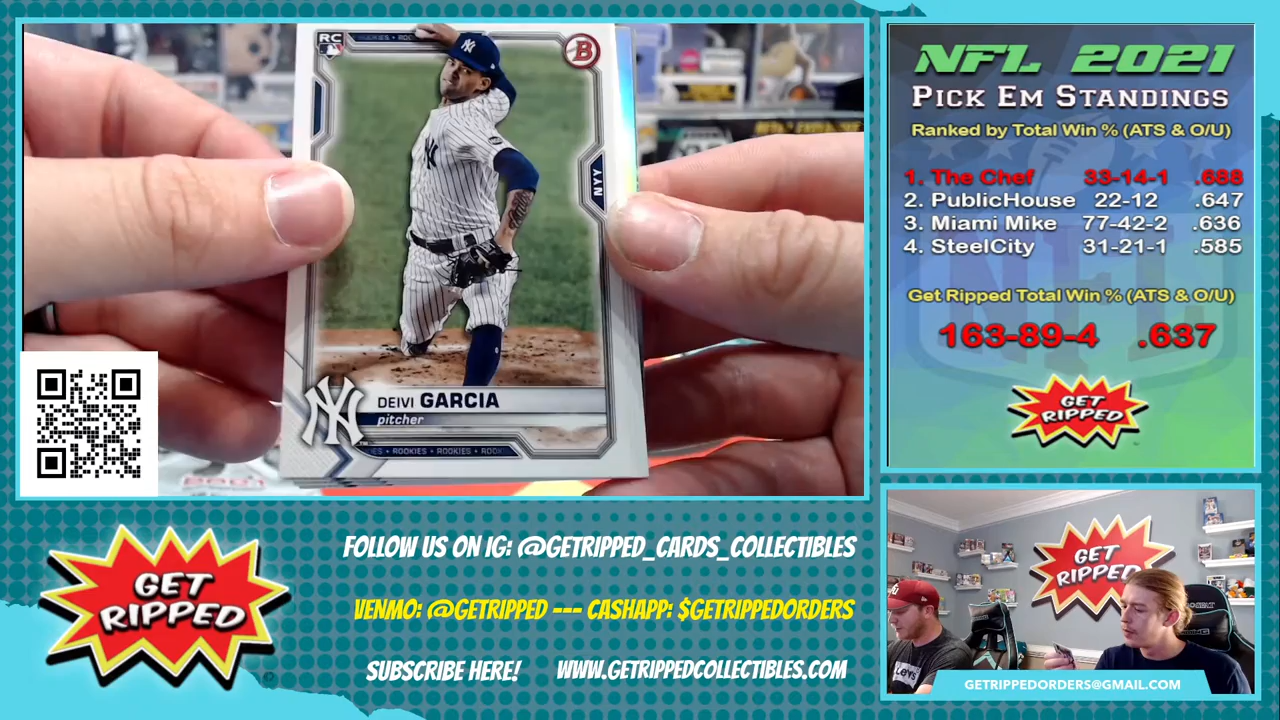 RC
B
NYY
DEIVI GARCIA
pitcher
ROOKIES • ROOKIES
NFL 2021
PICK EM STANDINGS
Ranked by Total Win % (ATS & O/U)
1. The Chef 33-14-1 .688
2. PublicHouse 22-12 .647
3. Miami Mike 77-42-2 .636
4. SteelCity 31-21-1 .585
Get Ripped Total Win % (ATS & O/U)
163-89-4 .637
GET
RIPPED
GET
RIPPED
FOLLOW US ON IG: @GETRIPPED_CARDS_COLLECTIBLES
VENMO: @GETRIPPED --- CASHAPP: $GETRIPPEDORDERS
SUBSCRIBE HERE! WWW.GETRIPPEDCOLLECTIBLES.COM
GET
RIPPED
GETRIPPEDORDERS@GMAIL.COM